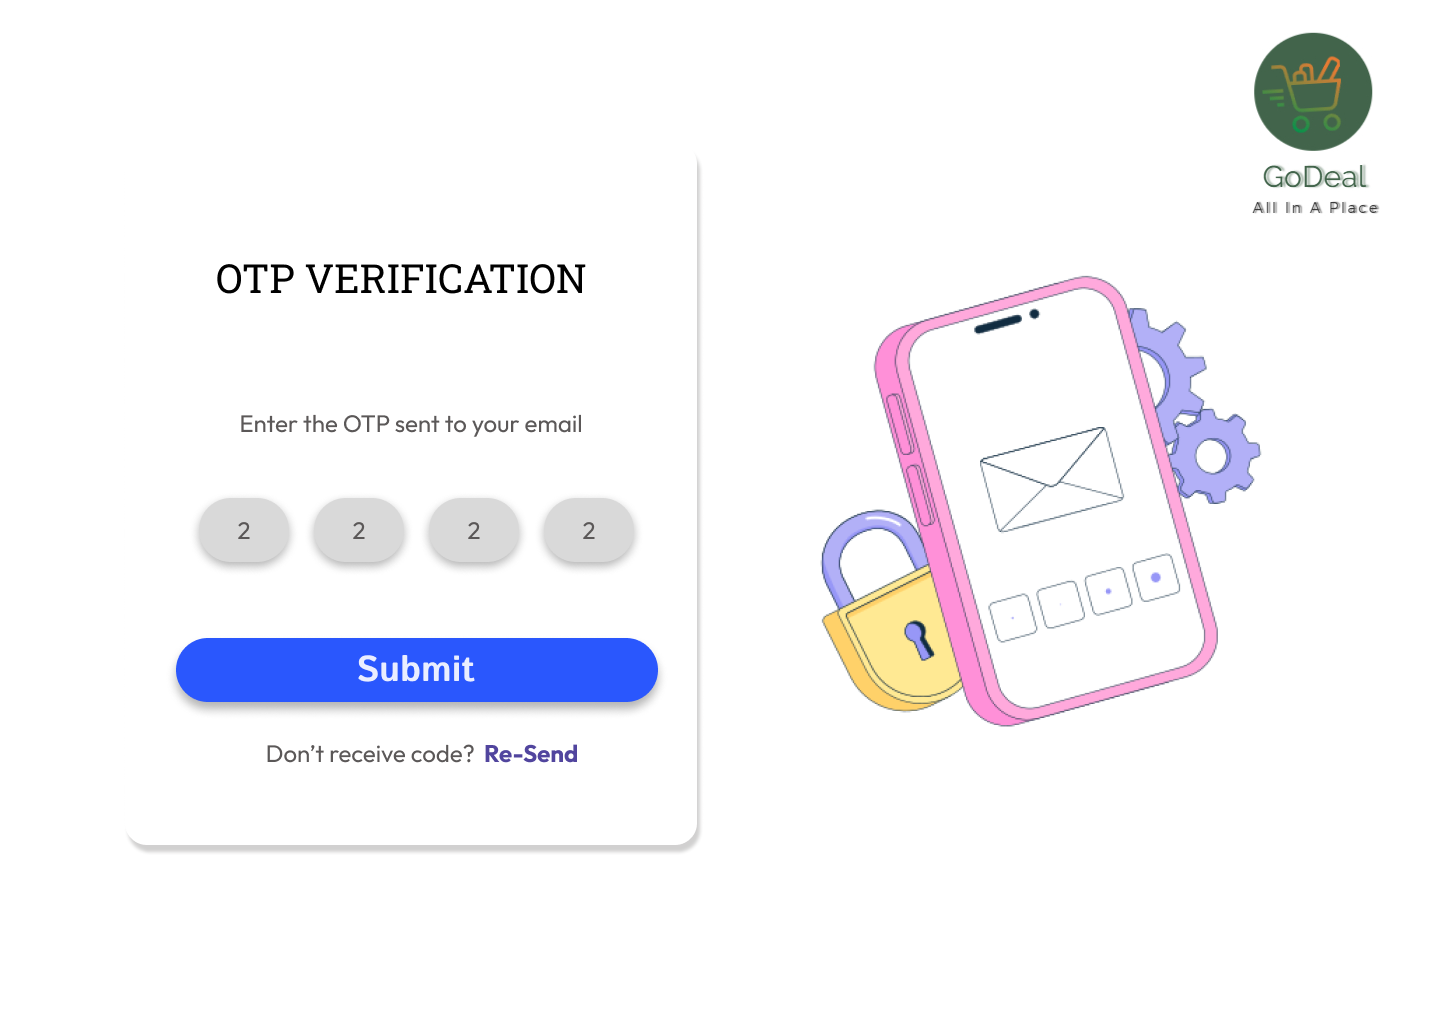 GoDeal
All In A Place
OTP VERIFICATION
Enter the OTP sent to your email
2 2 2 2
Submit
Don’t receive code? Re-Send